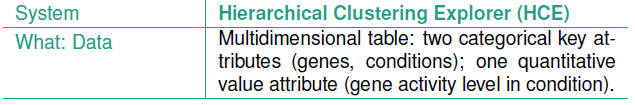 System Hierarchical Clustering Explorer (HCE)
What: Data Multidimensional table: two categorical key at-
tributes (genes, conditions); one quantitative
value attribute (gene activity level in condition).